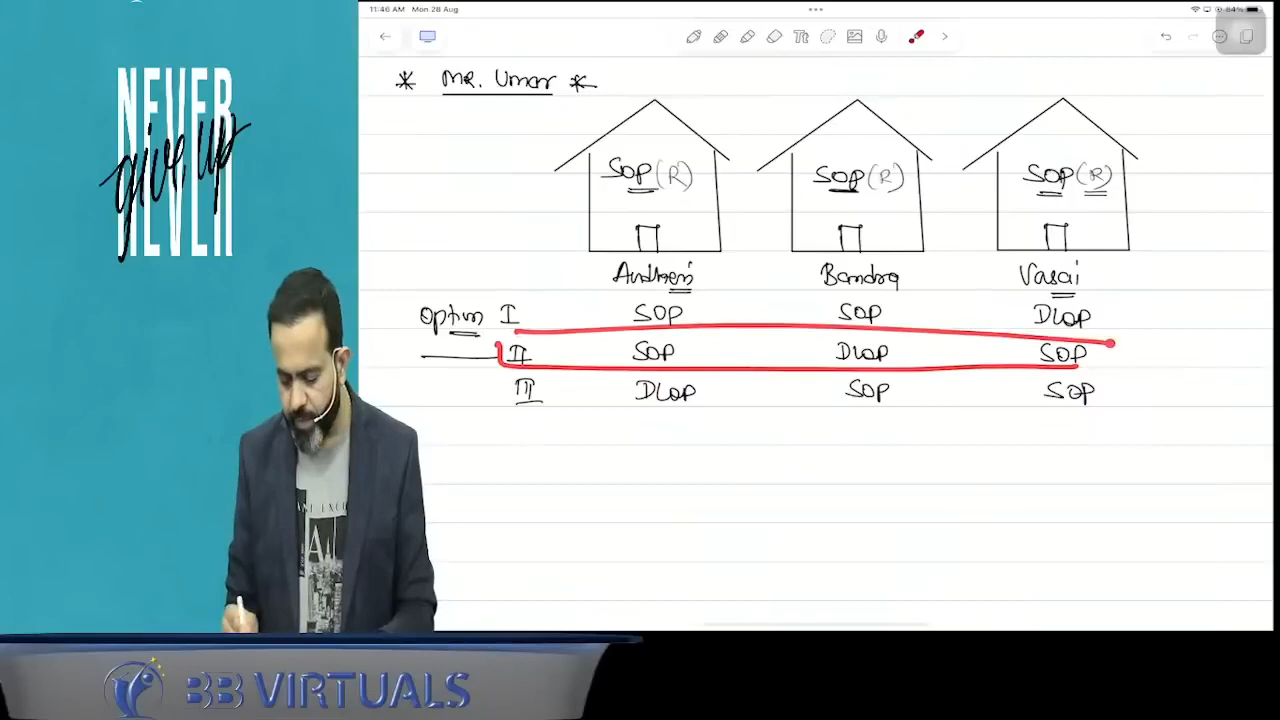 11:46 AM Mon 28 Aug
84%
NEVER
give up
NEVER
* MR. Umar *
SOP (R) SOP (R) SOP (R)
Andheri Bandra Vasai
Option I SOP SOP DLOP
II SOP DLOP SOP
III DLOP SOP SOP
BB VIRTUALS